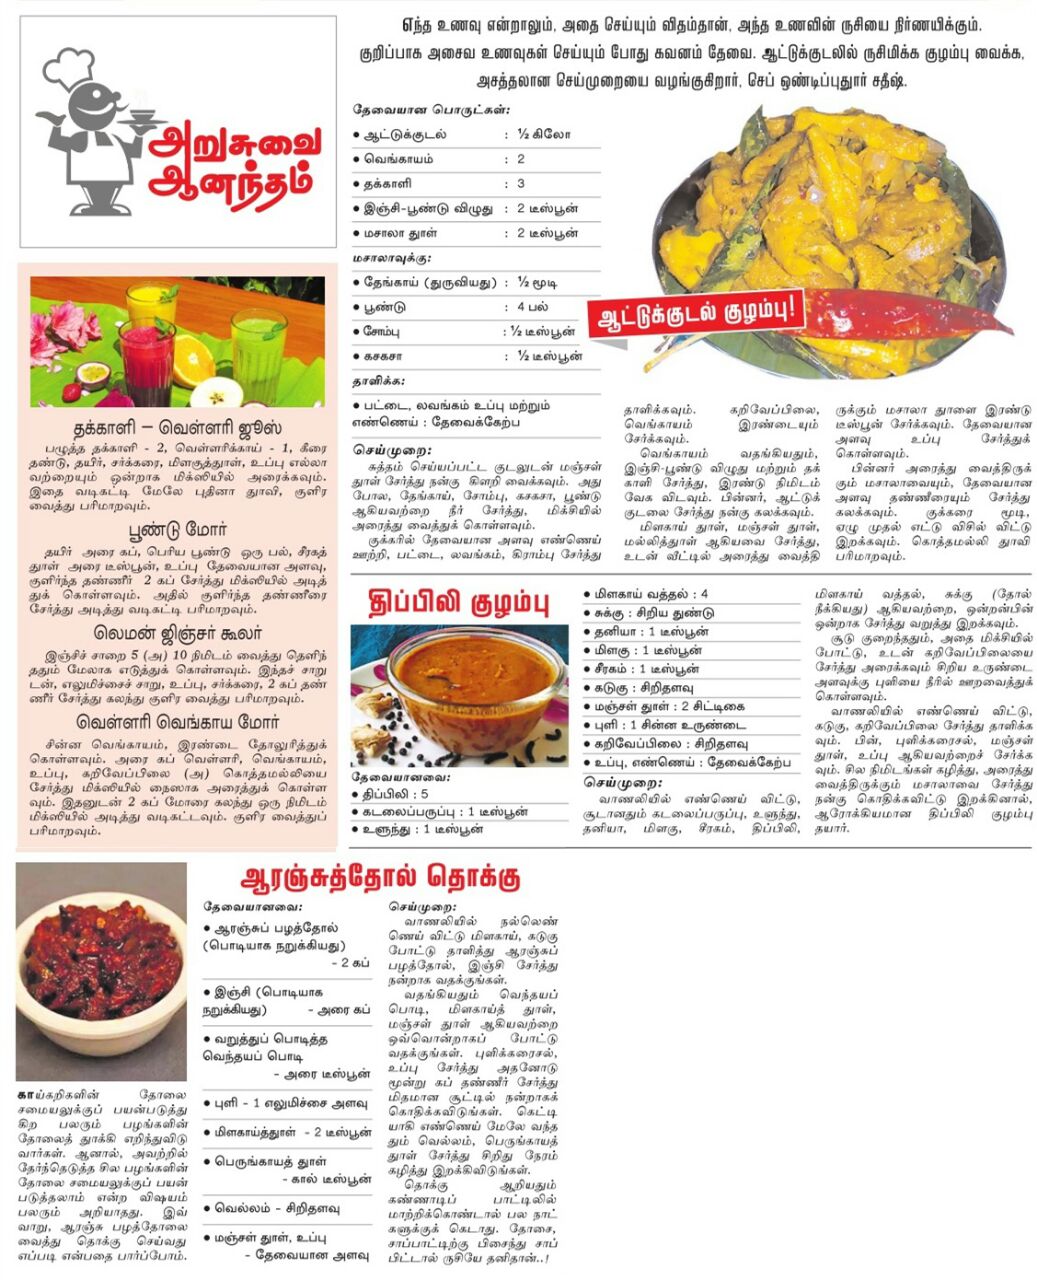 அறுசுவை
ஆனந்தம்
எந்த உணவு என்றாலும், அதை செய்யும் விதம்தான், அந்த உணவின் ருசியை நிர்ணயிக்கும்.
குறிப்பாக அசைவ உணவுகள் செய்யும் போது கவனம் தேவை. ஆட்டுக்குடலில் ருசிமிக்க குழம்பு வைக்க,
அசத்தலான செய்முறையை வழங்குகிறார், செப் ஒண்டிப்புதுார் சதீஷ்.
தேவையான பொருட்கள்:
● ஆட்டுக்குடல் : ½ கிலோ
● வெங்காயம் : 2
● தக்காளி : 3
● இஞ்சி-பூண்டு விழுது : 2 டீஸ்பூன்
● மசாலா துாள் : 2 டீஸ்பூன்
மசாலாவுக்கு:
● தேங்காய் (துருவியது) : ½ மூடி
● பூண்டு : 4 பல்
● சோம்பு : ½ டீஸ்பூன்
● கசகசா : ½ டீஸ்பூன்
தாளிக்க:
● பட்டை, லவங்கம் உப்பு மற்றும்
எண்ணெய் : தேவைக்கேற்ப
செய்முறை:
சுத்தம் செய்யப்பட்ட குடலுடன் மஞ்சள்
துாள் சேர்த்து நன்கு கிளறி வைக்கவும். அது
போல, தேங்காய், சோம்பு, கசகசா, பூண்டு
ஆகியவற்றை நீர் சேர்த்து, மிக்சியில்
அரைத்து வைத்துக் கொள்ளவும்.
குக்கரில் தேவையான அளவு எண்ணெய்
ஊற்றி, பட்டை, லவங்கம், கிராம்பு சேர்த்து
ஆட்டுக்குடல் குழம்பு!
தாளிக்கவும். கறிவேப்பிலை,
வெங்காயம் இரண்டையும்
சேர்க்கவும்.
வெங்காயம் வதங்கியதும்,
இஞ்சி-பூண்டு விழுது மற்றும் தக்
காளி சேர்த்து, இரண்டு நிமிடம்
வேக விடவும். பின்னர், ஆட்டுக்
குடலை சேர்த்து நன்கு கலக்கவும்.
மிளகாய் துாள், மஞ்சள் துாள்,
மல்லித்துாள் ஆகியவை சேர்த்து,
உடன் வீட்டில் அரைத்து வைத்தி
ருக்கும் மசாலா துாளை இரண்டு
டீஸ்பூன் சேர்க்கவும். தேவையான
அளவு உப்பு சேர்த்துக்
கொள்ளவும்.
பின்னர் அரைத்து வைத்திருக்
கும் மசாலாவையும், தேவையான
அளவு தண்ணீரையும் சேர்த்து
கலக்கவும். குக்கரை மூடி,
ஏழு முதல் எட்டு விசில் விட்டு
இறக்கவும். கொத்தமல்லி துாவி
பரிமாறவும்.
தக்காளி – வெள்ளரி ஜூஸ்
பழுத்த தக்காளி - 2, வெள்ளரிக்காய் - 1, கீரை
தண்டு, தயிர், சர்க்கரை, மிளகுத்துாள், உப்பு எல்லா
வற்றையும் ஒன்றாக மிக்ஸியில் அரைக்கவும்.
இதை வடிகட்டி மேலே புதினா துாவி, குளிர
வைத்து பரிமாறவும்.
பூண்டு மோர்
தயிர் அரை கப், பெரிய பூண்டு ஒரு பல், சீரகத்
துாள் அரை டீஸ்பூன், உப்பு தேவையான அளவு,
குளிர்ந்த தண்ணீர் 2 கப் சேர்த்து மிக்ஸியில் அடித்
துக் கொள்ளவும். அதில் குளிர்ந்த தண்ணீரை
சேர்த்து அடித்து வடிகட்டி பரிமாறவும்.
லெமன் ஜிஞ்சர் கூலர்
இஞ்சிச் சாறை 5 (அ) 10 நிமிடம் வைத்து தெளிந்
ததும் மேலாக எடுத்துக் கொள்ளவும். இந்தச் சாறு
டன், எலுமிச்சைச் சாறு, உப்பு, சர்க்கரை, 2 கப் தண்
ணீர் சேர்த்து கலந்து குளிர வைத்து பரிமாறவும்.
வெள்ளரி வெங்காய மோர்
சின்ன வெங்காயம், இரண்டை தோலுரித்துக்
கொள்ளவும். அரை கப் வெள்ளரி, வெங்காயம்,
உப்பு, கறிவேப்பிலை (அ) கொத்தமல்லியை
சேர்த்து மிக்ஸியில் நைஸாக அரைத்துக் கொள்ள
வும். இதனுடன் 2 கப் மோரை கலந்து ஒரு நிமிடம்
மிக்ஸியில் அடித்து வடிகட்டவும். குளிர வைத்துப்
பரிமாறவும்.
திப்பிலி குழம்பு
தேவையானவை:
● திப்பிலி : 5
● கடலைப்பருப்பு : 1 டீஸ்பூன்
● உளுந்து : 1 டீஸ்பூன்
● மிளகாய் வத்தல் : 4
● சுக்கு : சிறிய துண்டு
● தனியா : 1 டீஸ்பூன்
● மிளகு : 1 டீஸ்பூன்
● சீரகம் : 1 டீஸ்பூன்
● கடுகு : சிறிதளவு
● மஞ்சள் துாள் : 2 சிட்டிகை
● புளி : 1 சின்ன உருண்டை
● கறிவேப்பிலை : சிறிதளவு
● உப்பு, எண்ணெய் : தேவைக்கேற்ப
செய்முறை:
வாணலியில் எண்ணெய் விட்டு,
சூடானதும் கடலைப்பருப்பு, உளுந்து,
தனியா, மிளகு, சீரகம், திப்பிலி,
மிளகாய் வத்தல், சுக்கு (தோல்
நீக்கியது) ஆகியவற்றை, ஒன்றன்பின்
ஒன்றாக சேர்த்து வறுத்து இறக்கவும்.
சூடு குறைந்ததும், அதை மிக்சியில்
போட்டு, உடன் கறிவேப்பிலையை
சேர்த்து அரைக்கவும் சிறிய உருண்டை
அளவுக்கு புளியை நீரில் ஊறவைத்துக்
கொள்ளவும்.
வாணலியில் எண்ணெய் விட்டு,
கடுகு, கறிவேப்பிலை சேர்த்து தாளிக்க
வும். பின், புளிக்கரைசல், மஞ்சள்
துாள், உப்பு ஆகியவற்றைச் சேர்க்க
வும். சில நிமிடங்கள் கழித்து, அரைத்து
வைத்திருக்கும் மசாலாவை சேர்த்து
நன்கு கொதிக்கவிட்டு இறக்கினால்,
ஆரோக்கியமான திப்பிலி குழம்பு
தயார்.
ஆரஞ்சுத்தோல் தொக்கு
காய்கறிகளின் தோலை
சமையலுக்குப் பயன்படுத்து
கிற பலரும் பழங்களின்
தோலைத் துாக்கி எறிந்துவிடு
வார்கள். ஆனால், அவற்றில்
தேர்ந்தெடுத்த சில பழங்களின்
தோலை சமையலுக்குப் பயன்
படுத்தலாம் என்ற விஷயம்
பலரும் அறியாதது. இவ்
வாறு, ஆரஞ்சு பழத்தோலை
வைத்து தொக்கு செய்வது
எப்படி என்பதை பார்ப்போம்.
தேவையானவை:
● ஆரஞ்சுப் பழத்தோல்
(பொடியாக நறுக்கியது)
- 2 கப்
● இஞ்சி (பொடியாக
நறுக்கியது) - அரை கப்
● வறுத்துப் பொடித்த
வெந்தயப் பொடி
- அரை டீஸ்பூன்
● புளி - 1 எலுமிச்சை அளவு
● மிளகாய்த்துாள் - 2 டீஸ்பூன்
● பெருங்காயத் துாள்
- கால் டீஸ்பூன்
● வெல்லம் - சிறிதளவு
● மஞ்சள் துாள், உப்பு
- தேவையான அளவு
செய்முறை:
வாணலியில் நல்லெண்
ணெய் விட்டு மிளகாய், கடுகு
போட்டு தாளித்து ஆரஞ்சுப்
பழத்தோல், இஞ்சி சேர்த்து
நன்றாக வதக்குங்கள்.
வதங்கியதும் வெந்தயப்
பொடி, மிளகாய்த் துாள்,
மஞ்சள் துாள் ஆகியவற்றை
ஒவ்வொன்றாகப் போட்டு
வதக்குங்கள். புளிக்கரைசல்,
உப்பு சேர்த்து அதனோடு
மூன்று கப் தண்ணீர் சேர்த்து
மிதமான சூட்டில் நன்றாகக்
கொதிக்கவிடுங்கள். கெட்டி
யாகி எண்ணெய் மேலே வந்த
தும் வெல்லம், பெருங்காயத்
துாள் சேர்த்து சிறிது நேரம்
கழித்து இறக்கிவிடுங்கள்.
தொக்கு ஆறியதும்
கண்ணாடிப் பாட்டிலில்
மாற்றிக்கொண்டால் பல நாட்
களுக்குக் கெடாது. தோசை,
சாப்பாட்டிற்கு பிசைந்து சாப்
பிட்டால் ருசியே தனிதான்..!